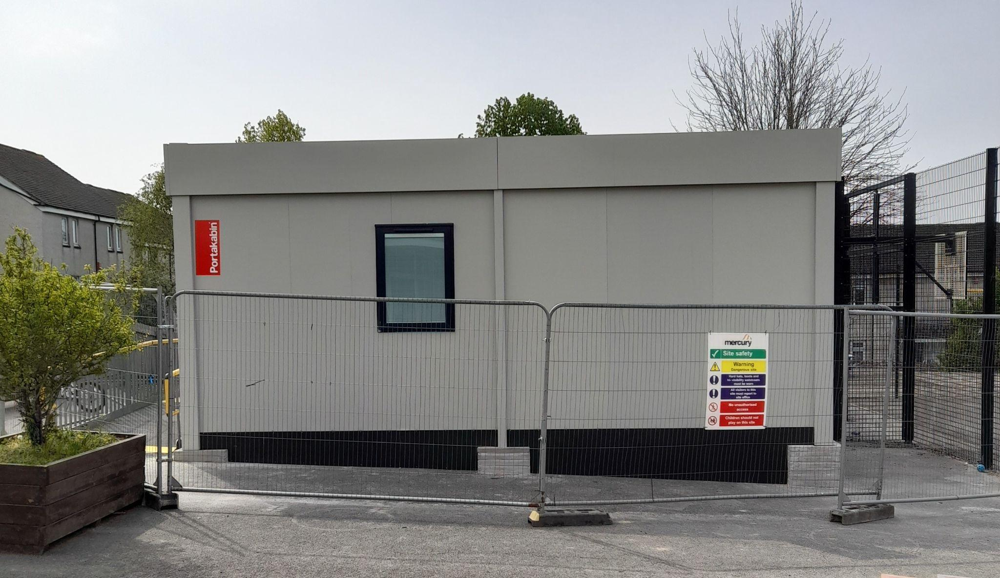 Portakabin
mercury
Site safety
Warning
Dangerous site
Hard hats, boots and
hi- visibility waistcoats
must be worn
All visitors to this
site must report to
site office
No unauthorised
access
Children should not
play on this site